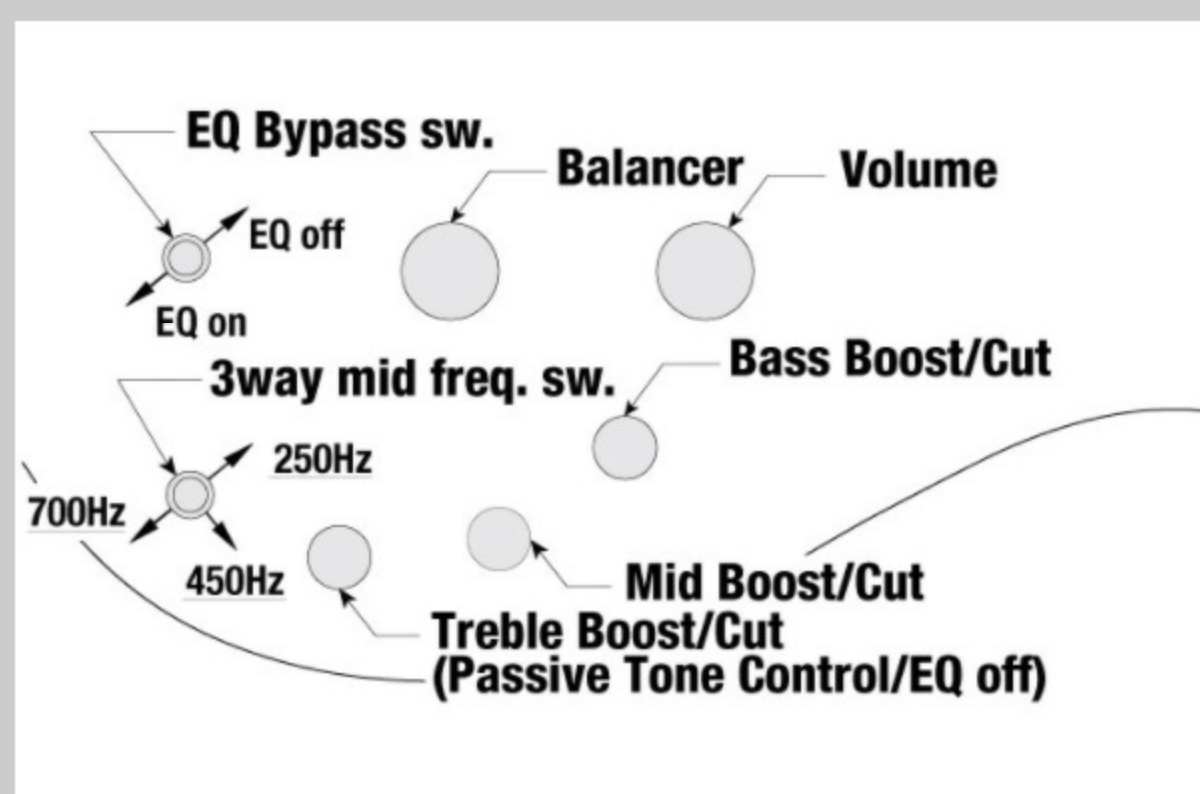 EQ Bypass sw.
Balancer
Volume
EQ off
EQ on
3way mid freq. sw.
Bass Boost/Cut
250Hz
700Hz
450Hz
Mid Boost/Cut
Treble Boost/Cut
(Passive Tone Control/EQ off)